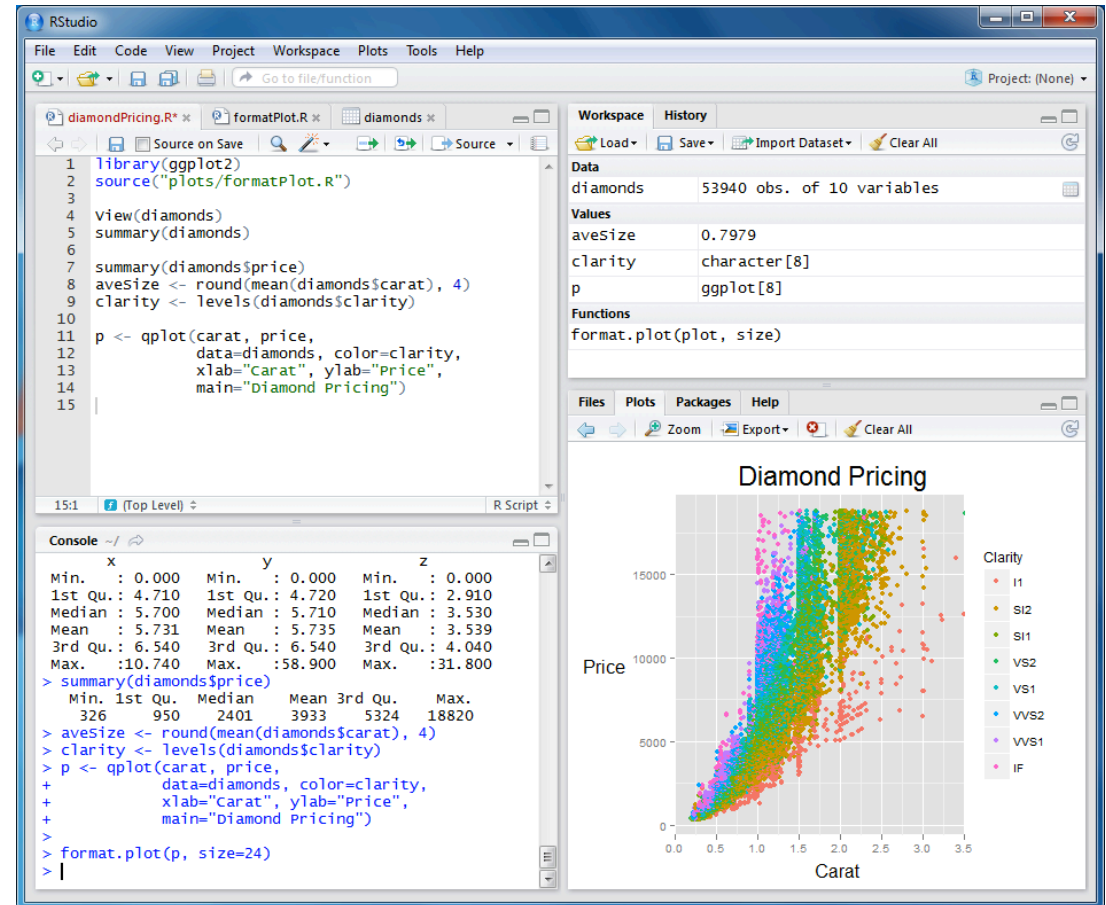 RStudio
File Edit Code View Project Workspace Plots Tools Help
Go to file/function
Project: (None)
diamondPricing.R* formatPlot.R diamonds
Source on Save Source
1 library(ggplot2)
2 source("plots/formatPlot.R")
3
4 View(diamonds)
5 summary(diamonds)
6
7 summary(diamonds$price)
8 aveSize <- round(mean(diamonds$carat), 4)
9 clarity <- levels(diamonds$clarity)
10
11 p <- qplot(carat, price,
12 data=diamonds, color=clarity,
13 xlab="Carat", ylab="Price",
14 main="Diamond Pricing")
15
15:1 (Top Level) R Script
Console ~/
x y z
Min. : 0.000 Min. : 0.000 Min. : 0.000
1st Qu.: 4.710 1st Qu.: 4.720 1st Qu.: 2.910
Median : 5.700 Median : 5.710 Median : 3.530
Mean : 5.731 Mean : 5.735 Mean : 3.539
3rd Qu.: 6.540 3rd Qu.: 6.540 3rd Qu.: 4.040
Max. :10.740 Max. :58.900 Max. :31.800
> summary(diamonds$price)
Min. 1st Qu. Median Mean 3rd Qu. Max.
326 950 2401 3933 5324 18820
> aveSize <- round(mean(diamonds$carat), 4)
> clarity <- levels(diamonds$clarity)
> p <- qplot(carat, price,
+ data=diamonds, color=clarity,
+ xlab="Carat", ylab="Price",
+ main="Diamond Pricing")
>
> format.plot(p, size=24)
>
Workspace History
Load Save Import Dataset Clear All
Data
diamonds 53940 obs. of 10 variables
Values
aveSize 0.7979
clarity character[8]
p ggplot[8]
Functions
format.plot(plot, size)
Files Plots Packages Help
Zoom Export Clear All
Diamond Pricing
15000
10000
5000
0
Price
0.0 0.5 1.0 1.5 2.0 2.5 3.0 3.5
Carat
Clarity
I1
SI2
SI1
VS2
VS1
VVS2
VVS1
IF